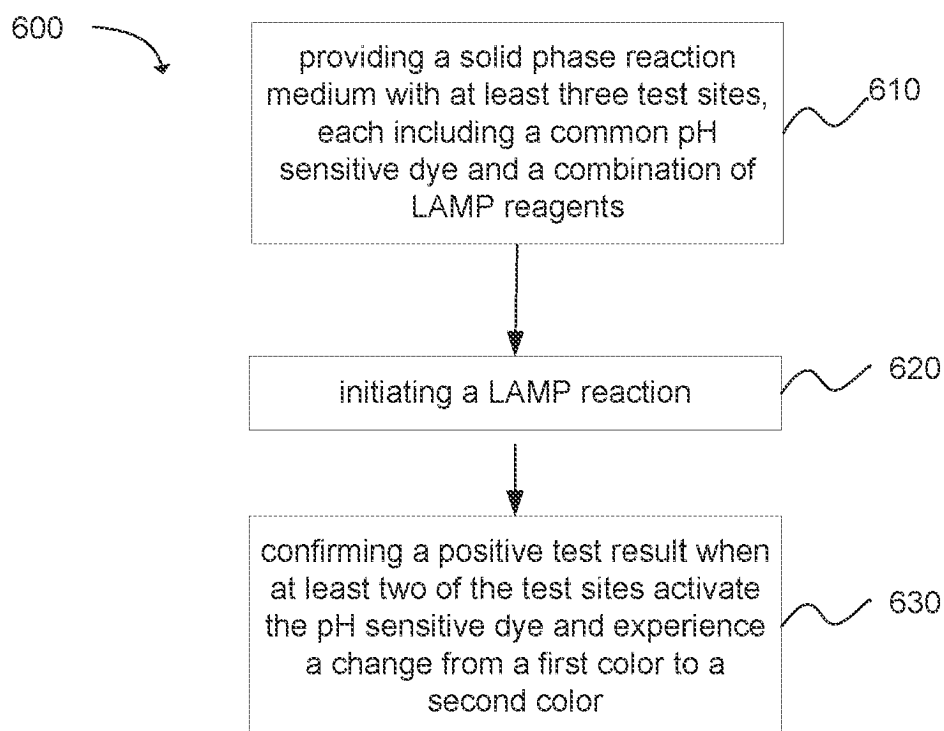 600
providing a solid phase reaction
medium with at least three test sites,
each including a common pH
sensitive dye and a combination of
LAMP reagents
610
initiating a LAMP reaction
620
confirming a positive test result when
at least two of the test sites activate
the pH sensitive dye and experience
a change from a first color to a
second color
630